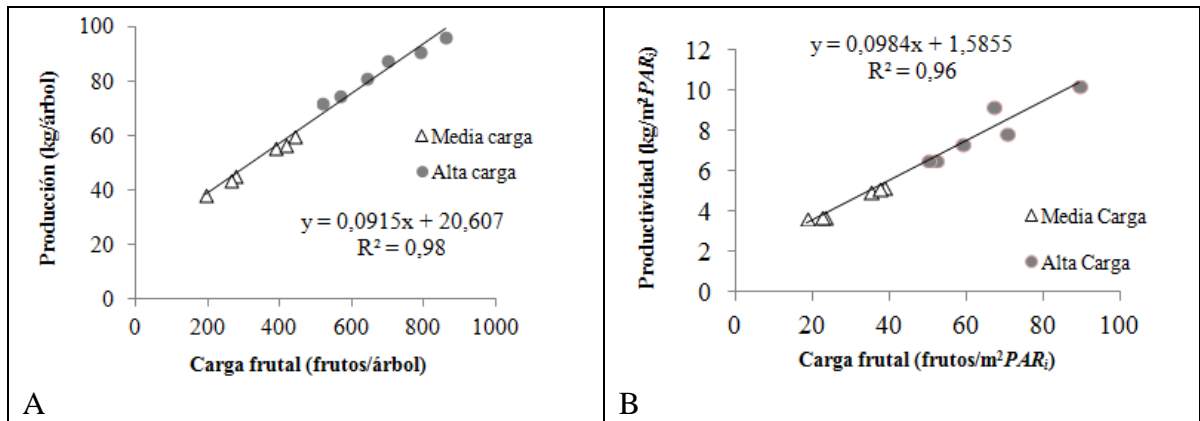 100
80
60
40
20
0
0 200 400 600 800 1000
Producción (kg/árbol)
Carga frutal (frutos/árbol)
Media carga
Alta carga
y = 0,0915x + 20,607
R² = 0,98
A
y = 0,0984x + 1,5855
R² = 0,96
12
10
8
6
4
2
0
0 20 40 60 80 100
Productividad (kg/m²PARᵢ)
Carga frutal (frutos/m²PARᵢ)
Media Carga
Alta Carga
B